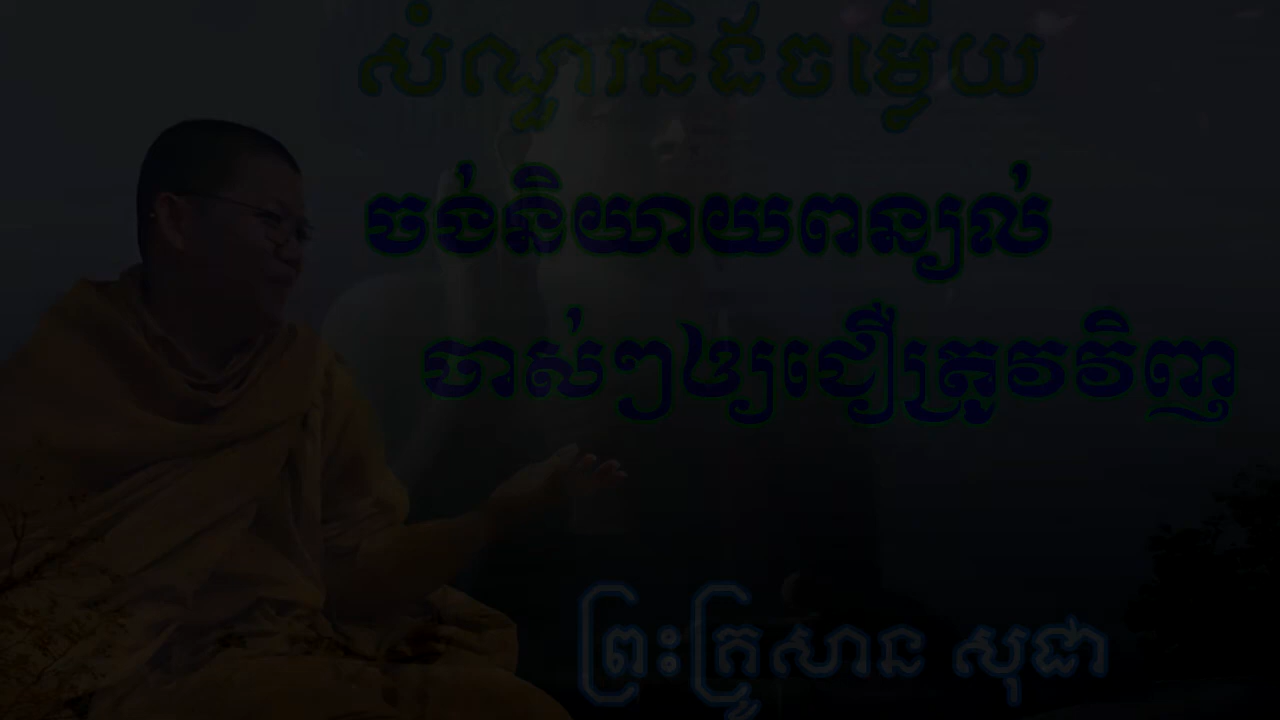 សំណួរនិងចម្លើយ
ចង់និយាយពន្យល់
ចាស់ៗឲ្យជឿត្រូវវិញ
ព្រះគ្រូសាន សុជា